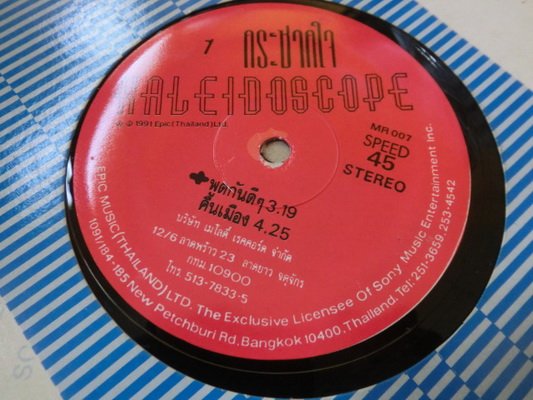 1
กระชากใจ
KALEIDOSCOPE
℗ © 1991 Epic (Thailand) Ltd.
MR 007
SPEED
45
STEREO
พูดกันดีๆ 3.19
คืนเมือง 4.25
บริษัท เมโลดี้ เรคคอร์ด จำกัด
12/6 ลาดพร้าว 23 ลาดยาว จตุจักร
กทม 10900
โทร 513-7833-5
EPIC MUSIC(THAILAND)LTD. The Exclusive Licensee Of Sony Music Entertainment Inc.
1091/184-185 New Petchburi Rd. Bangkok 10400. Thailand. Tel: 251-3659, 253-4542